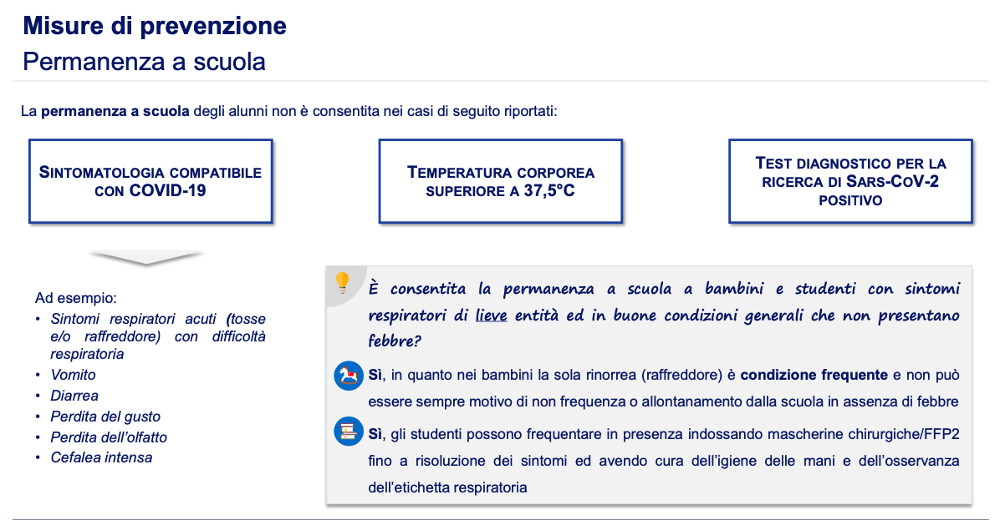 Misure di prevenzione
Permanenza a scuola
La permanenza a scuola degli alunni non è consentita nei casi di seguito riportati:
SINTOMATOLOGIA COMPATIBILE
CON COVID-19
TEMPERATURA CORPOREA
SUPERIORE A 37,5°C
TEST DIAGNOSTICO PER LA
RICERCA DI SARS-COV-2
POSITIVO
Ad esempio:
• Sintomi respiratori acuti (tosse
e/o raffreddore) con difficoltà
respiratoria
• Vomito
• Diarrea
• Perdita del gusto
• Perdita dell'olfatto
• Cefalea intensa
È consentita la permanenza a scuola a bambini e studenti con sintomi
respiratori di lieve entità ed in buone condizioni generali che non presentano
febbre?
Sì, in quanto nei bambini la sola rinorrea (raffreddore) è condizione frequente e non può
essere sempre motivo di non frequenza o allontanamento dalla scuola in assenza di febbre
Sì, gli studenti possono frequentare in presenza indossando mascherine chirurgiche/FFP2
fino a risoluzione dei sintomi ed avendo cura dell'igiene delle mani e dell'osservanza
dell'etichetta respiratoria